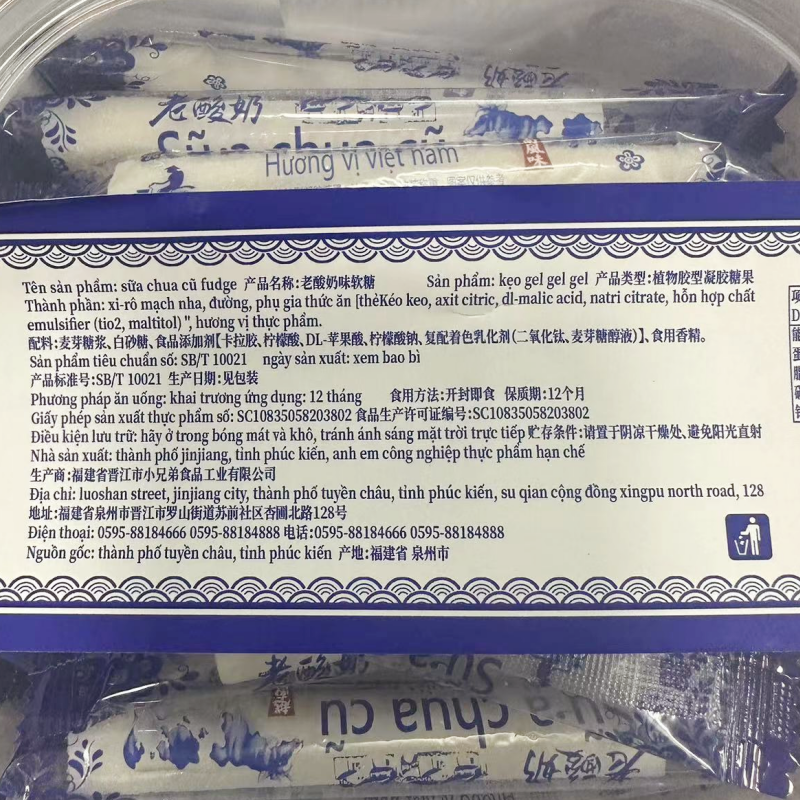 老酸奶
老酸奶
Sữa chua cũ
Hương vị Việt nam
風味
Tên sản phẩm: sữa chua cũ fudge 产品名称:老酸奶味软糖 Sản phẩm: kẹo gel gel gel 产品类型:植物胶型凝胶糖果
Thành phần: xi-rô mạch nha, đường, phụ gia thức ăn [thẻKéo keo, axit citric, dl-malic acid, natri citrate, hỗn hợp chất
emulsifier (tio2, maltitol) ", hương vị thực phẩm.
配料:麦芽糖浆、白砂糖、食品添加剂【卡拉胶、柠檬酸、DL-苹果酸、柠檬酸钠、复配着色乳化剂(二氧化钛、麦芽糖醇液)】、食用香精。
Sản phẩm tiêu chuẩn số: SB/T 10021 ngày sản xuất: xem bao bì
产品标准号:SB/T 10021 生产日期:见包装
Phương pháp ăn uống: khai trương ứng dụng: 12 tháng 食用方法:开封即食 保质期:12个月
Giấy phép sản xuất thực phẩm số: SC10835058203802 食品生产许可证编号:SC10835058203802
Điều kiện lưu trữ: hãy ở trong bóng mát và khô, tránh ánh sáng mặt trời trực tiếp 贮存条件:请置于阴凉干燥处、避免阳光直射
Nhà sản xuất: thành phố jinjiang, tỉnh phúc kiến, anh em công nghiệp thực phẩm hạn chế
生产商:福建省晋江市小兄弟食品工业有限公司
Địa chỉ: luoshan street, jinjiang city, thành phố tuyền châu, tỉnh phúc kiến, su qian cộng đồng xingpu north road, 128
地址:福建省泉州市晋江市罗山街道苏前社区杏圃北路128号
Điện thoại: 0595-88184666 0595-88184888 电话:0595-88184666 0595-88184888
Nguồn gốc: thành phố tuyền châu, tỉnh phúc kiến 产地:福建省 泉州市
Sữa chua cũ
老酸奶